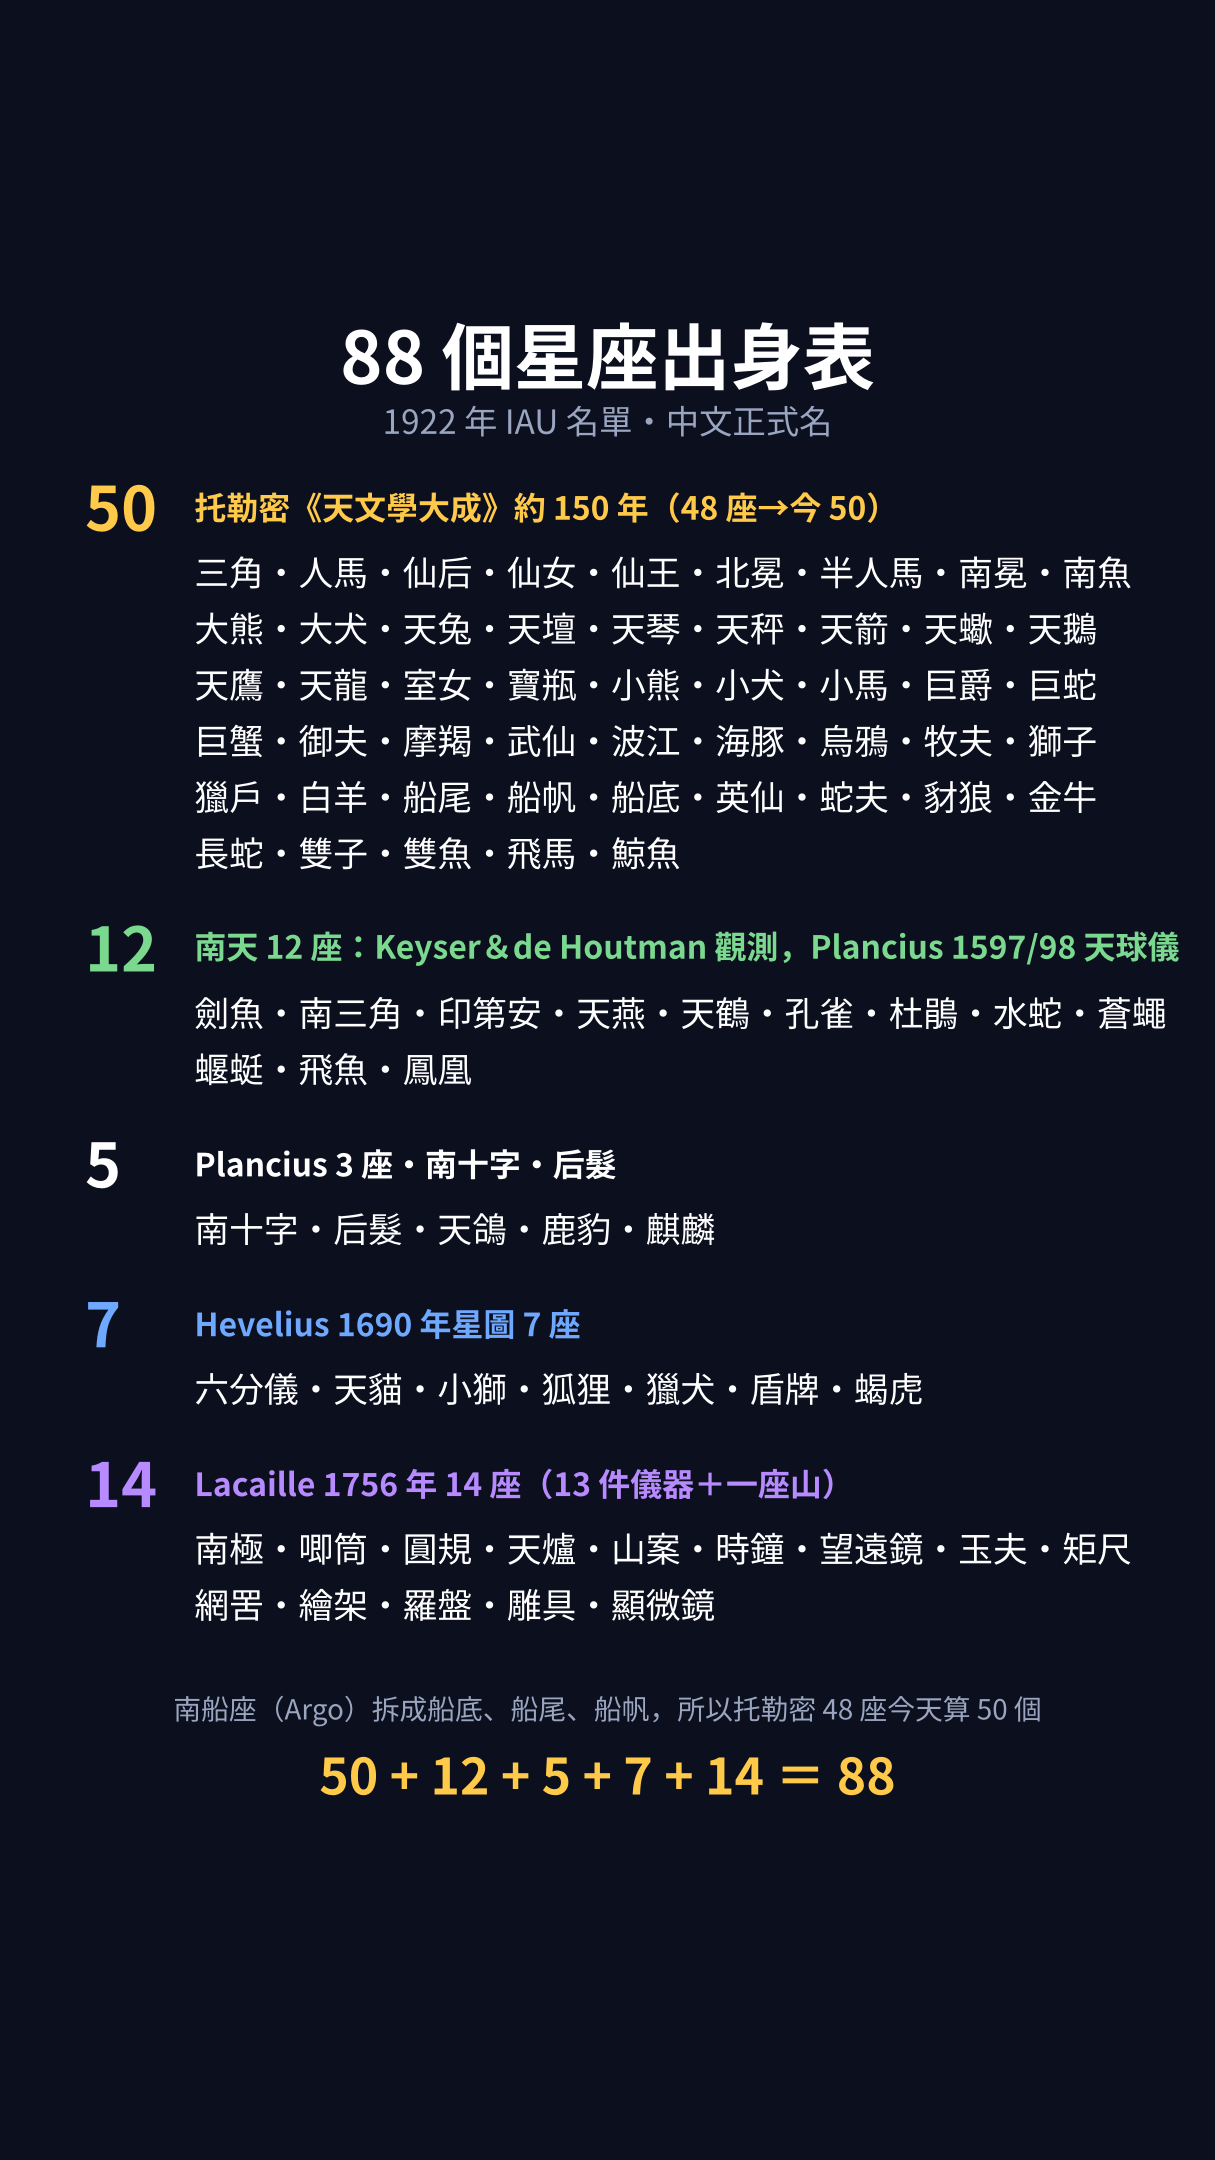 88 個星座出身表
1922 年 IAU 名單・中文正式名
50 托勒密《天文學大成》約 150 年（48 座→今 50）
三角・人馬・仙后・仙女・仙王・北冕・半人馬・南冕・南魚
大熊・大犬・天兔・天壇・天琴・天秤・天箭・天蠍・天鵝
天鷹・天龍・室女・寶瓶・小熊・小犬・小馬・巨爵・巨蛇
巨蟹・御夫・摩羯・武仙・波江・海豚・烏鴉・牧夫・獅子
獵戶・白羊・船尾・船帆・船底・英仙・蛇夫・豺狼・金牛
長蛇・雙子・雙魚・飛馬・鯨魚
12 南天 12 座：Keyser＆de Houtman 觀測，Plancius 1597/98 天球儀
劍魚・南三角・印第安・天燕・天鶴・孔雀・杜鵑・水蛇・蒼蠅
蝘蜓・飛魚・鳳凰
5 Plancius 3 座・南十字・后髮
南十字・后髮・天鴿・鹿豹・麒麟
7 Hevelius 1690 年星圖 7 座
六分儀・天貓・小獅・狐狸・獵犬・盾牌・蝎虎
14 Lacaille 1756 年 14 座（13 件儀器＋一座山）
南極・唧筒・圓規・天爐・山案・時鐘・望遠鏡・玉夫・矩尺
網罟・繪架・羅盤・雕具・顯微鏡
南船座（Argo）拆成船底、船尾、船帆，所以托勒密 48 座今天算 50 個
50 + 12 + 5 + 7 + 14 ＝ 88